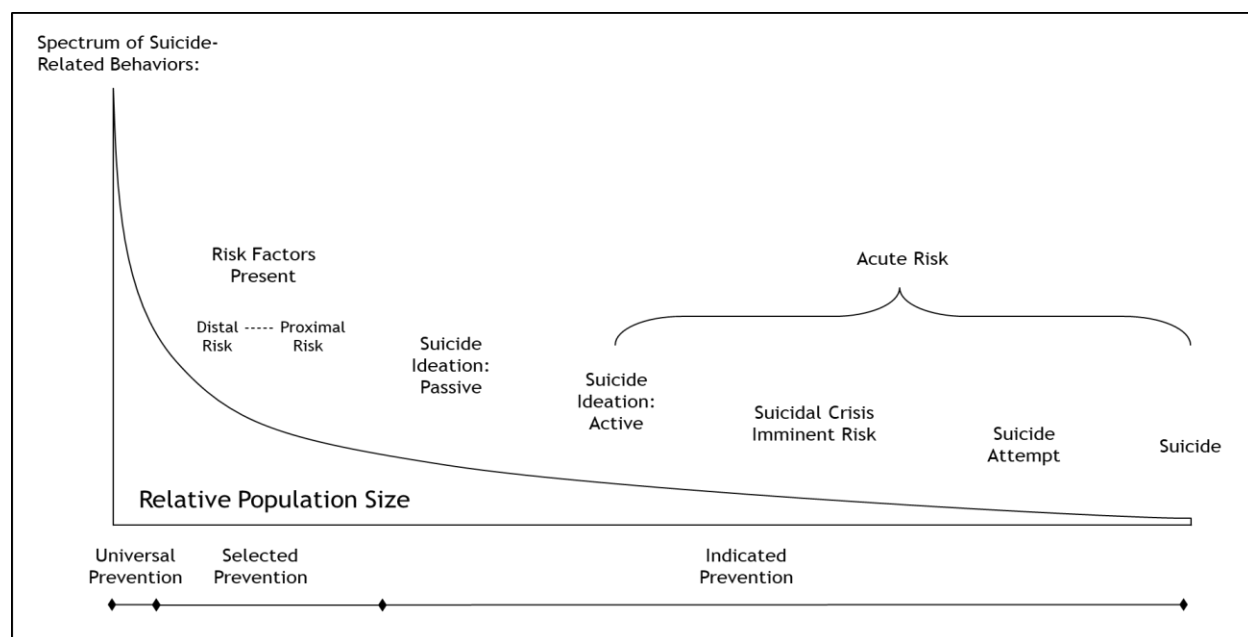 Spectrum of Suicide-
Related Behaviors:
Risk Factors
Present
Distal ----- Proximal
Risk Risk
Suicide
Ideation:
Passive
Acute Risk
Suicide
Ideation:
Active
Suicidal Crisis
Imminent Risk
Suicide
Attempt
Suicide
Relative Population Size
Universal
Prevention
Selected
Prevention
Indicated
Prevention